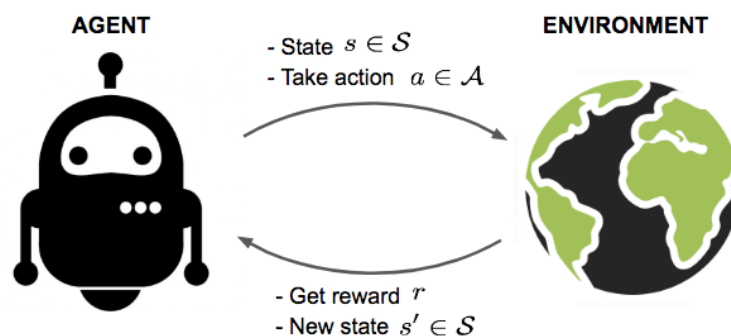 AGENT
ENVIRONMENT
- State s ∈ 𝒮
- Take action a ∈ 𝒜
- Get reward r
- New state s′ ∈ 𝒮